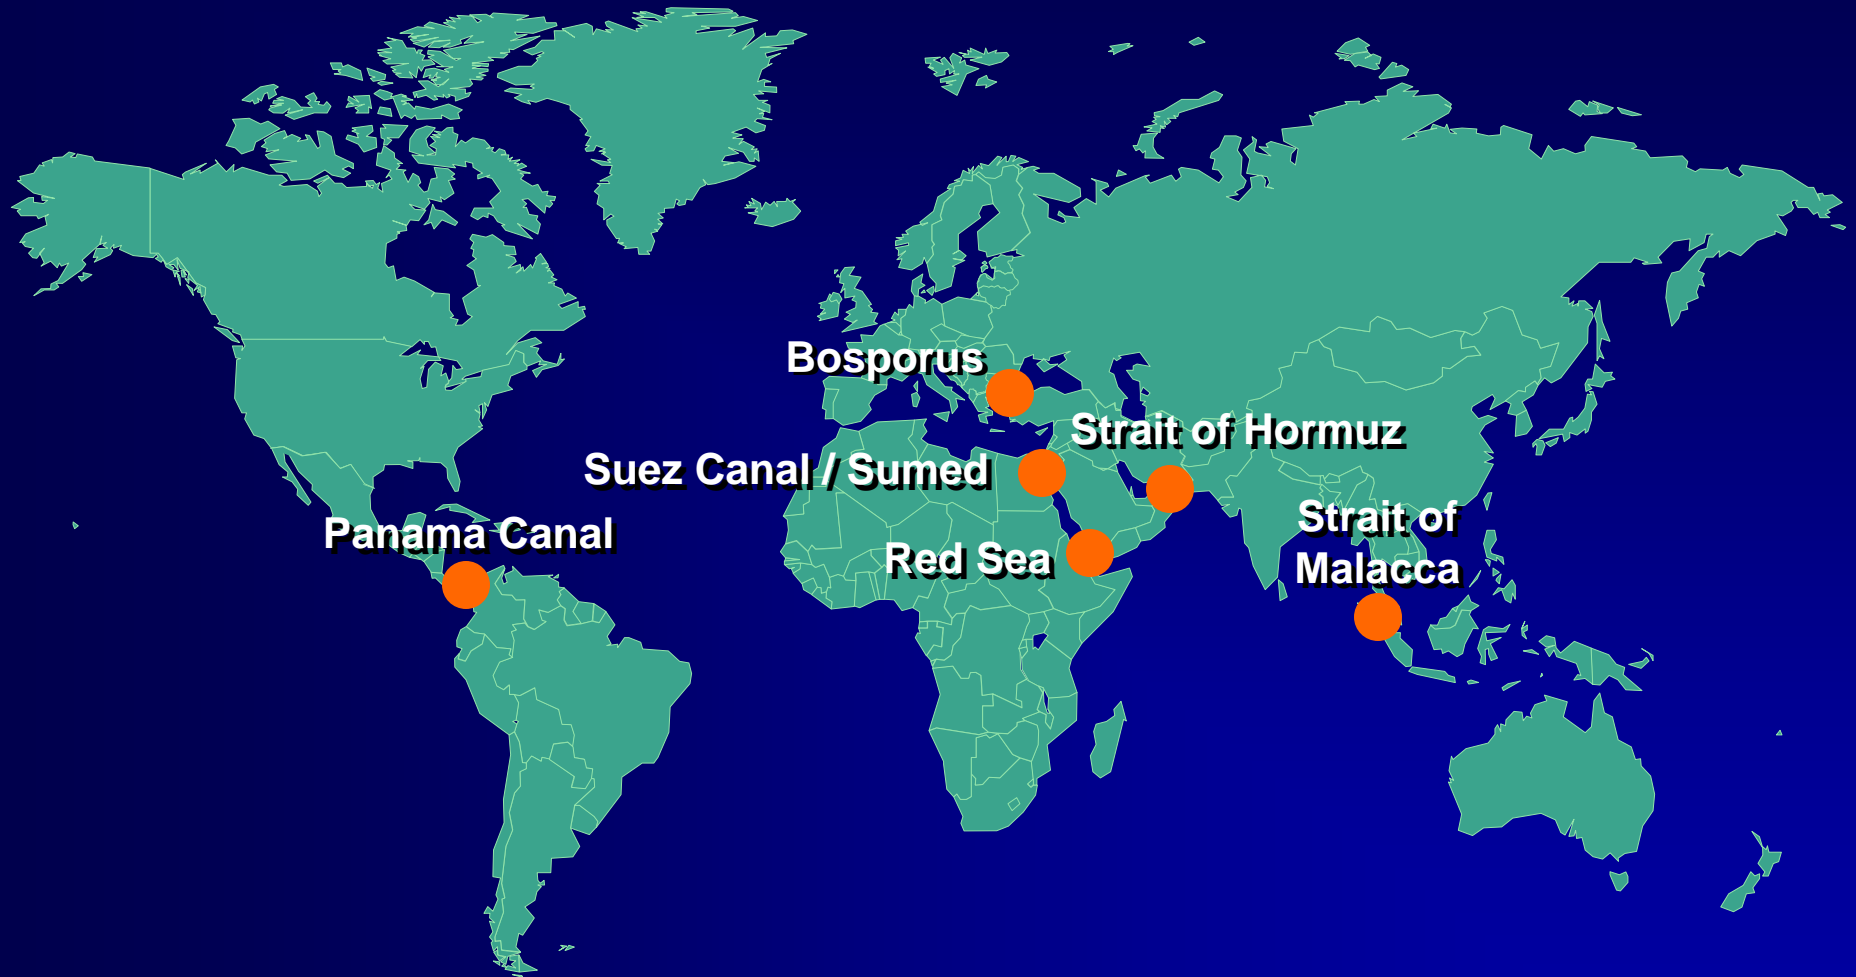 Bosporus
Strait of Hormuz
Suez Canal / Sumed
Strait of
Malacca
Panama Canal
Red Sea